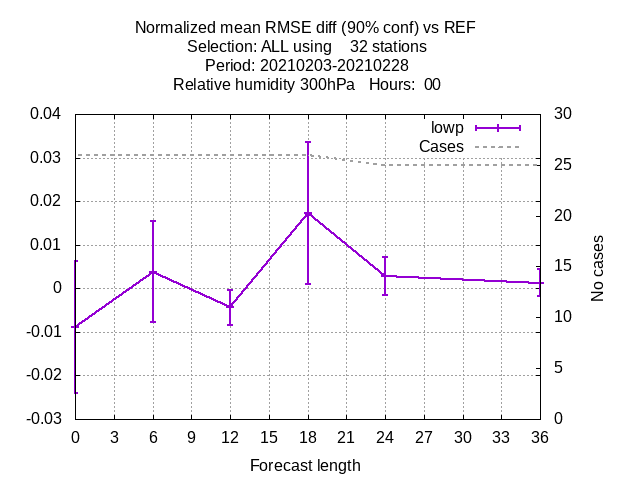 Normalized mean RMSE diff (90% conf) vs REF
Selection: ALL using    32 stations
Period: 20210203-20210228
Relative humidity 300hPa   Hours:  00
0.04
0.03
0.02
0.01
0
-0.01
-0.02
-0.03
30
25
20
15
10
5
0
lowp
Cases
No cases
0 3 6 9 12 15 18 21 24 27 30 33 36
Forecast length